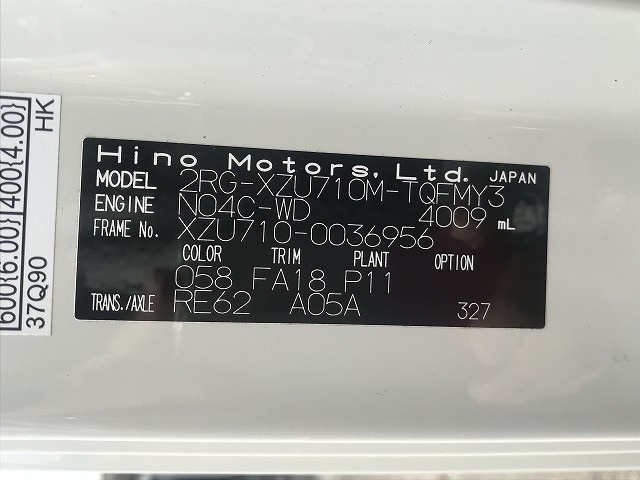 Hino Motors, Ltd. JAPAN
MODEL 2RG-XZU710M-TQFMY3
ENGINE N04C-WD 4009 mL
FRAME No. XZU710-0036956
COLOR TRIM PLANT OPTION
058 FA18 P11
TRANS./AXLE RE62 A05A 327
600{6.00} 400{4.00}
37Q90 HK